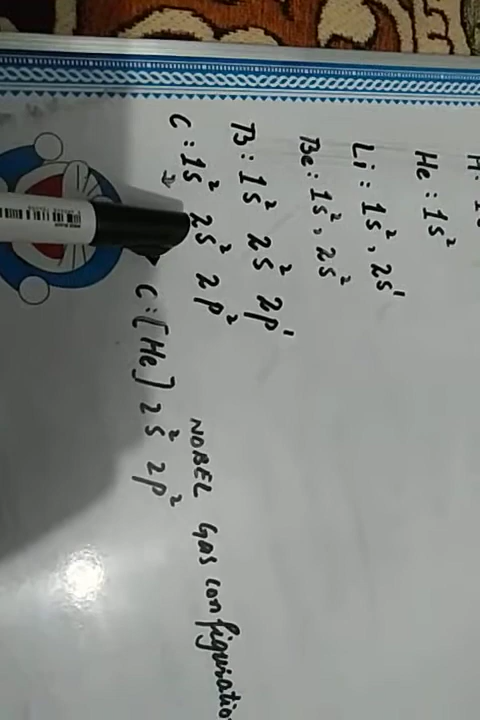 He : 1s²
Li : 1s², 2s¹
Be : 1s², 2s²
B : 1s² 2s² 2p¹
C : 1s² 2s² 2p²
NOBEL Gas configuratio
C : [He] 2s² 2p²